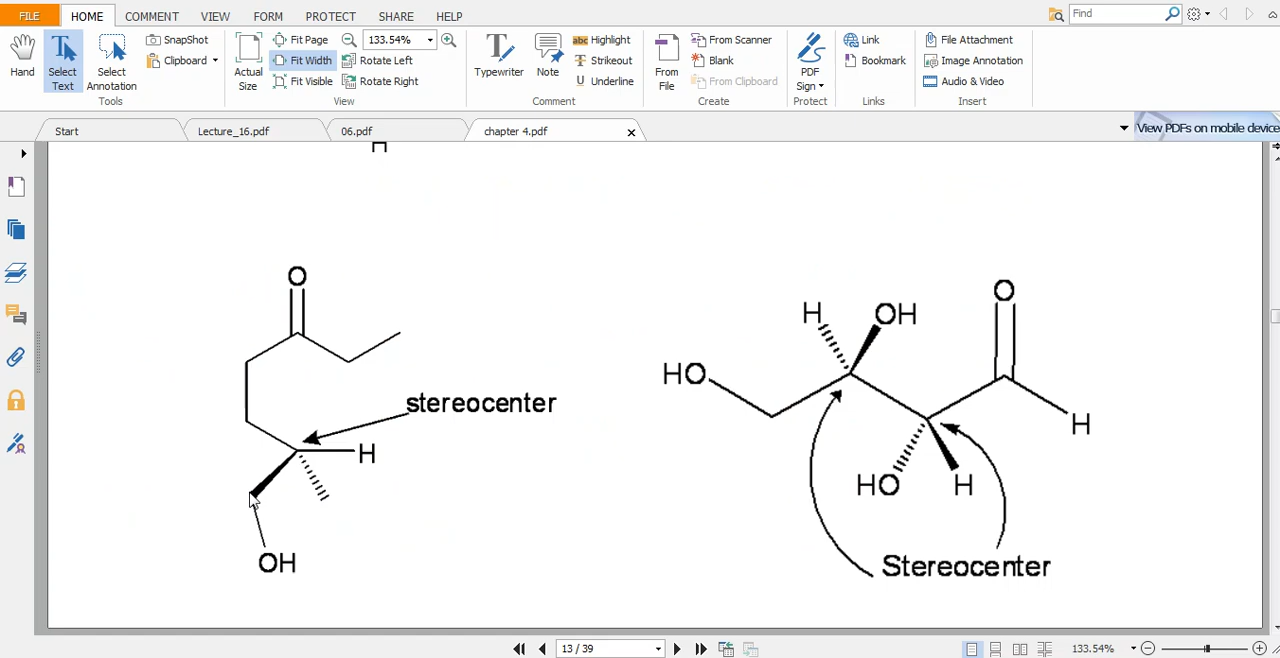 FILE HOME COMMENT VIEW FORM PROTECT SHARE HELP Find
Hand
Select
Text
Select
Annotation
SnapShot
Clipboard
Tools
Actual
Size
Fit Page
Fit Width
Fit Visible
133.54%
Rotate Left
Rotate Right
View
Typewriter
Note
abc Highlight
Strikeout
Underline
Comment
From
File
From Scanner
Blank
From Clipboard
Create
PDF
Sign
Protect
Link
Bookmark
Links
File Attachment
Image Annotation
Audio & Video
Insert
Start Lecture_16.pdf 06.pdf chapter 4.pdf
View PDFs on mobile device
H
O
stereocenter
H
OH
O
H
OH
HO
H
HO
H
Stereocenter
13 / 39
133.54%